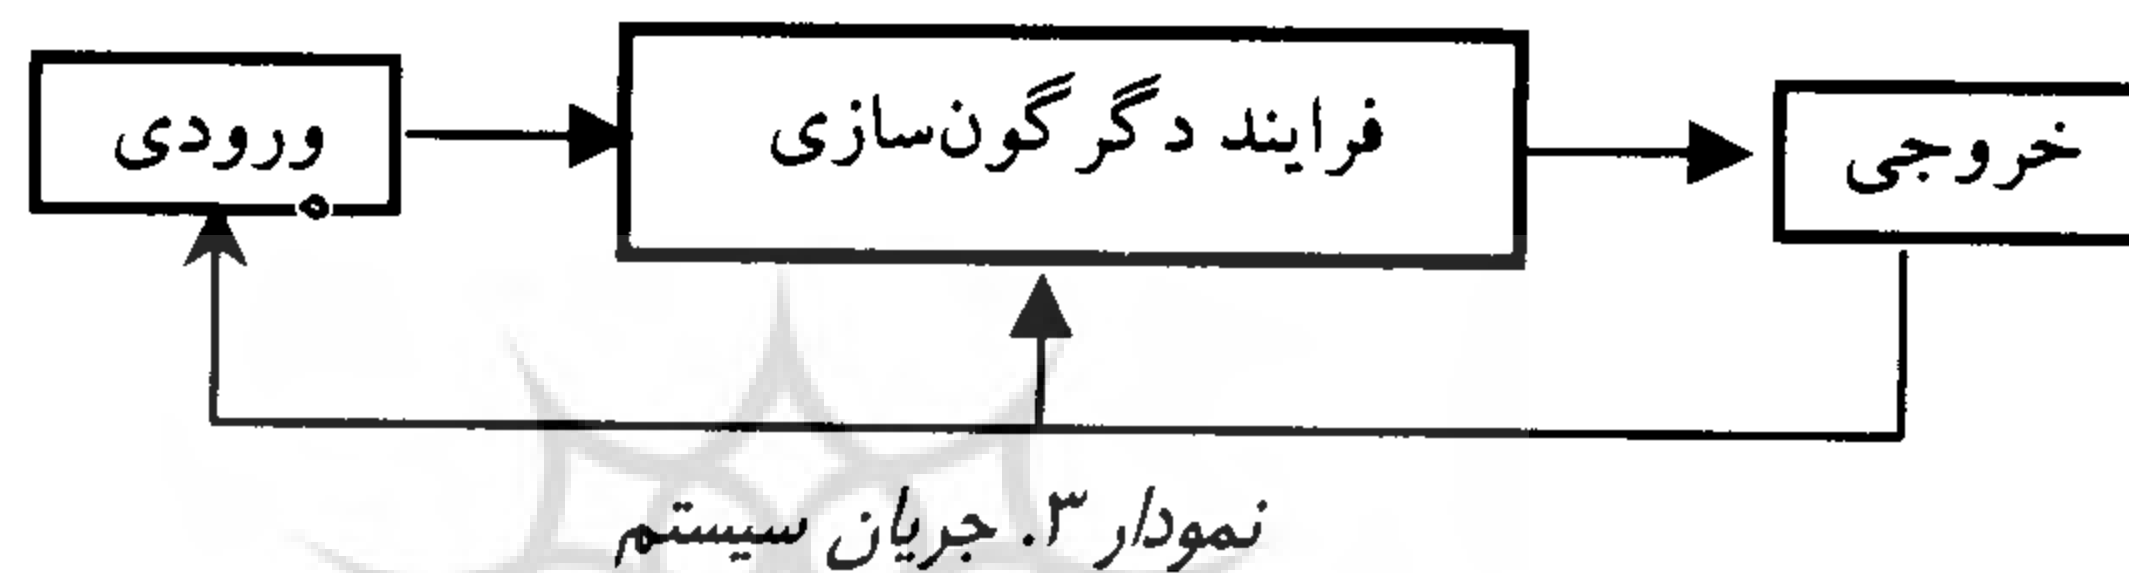 ورودی
فرایند دگرگون‌سازی
خروجی
نمودار ۳. جریان سیستم